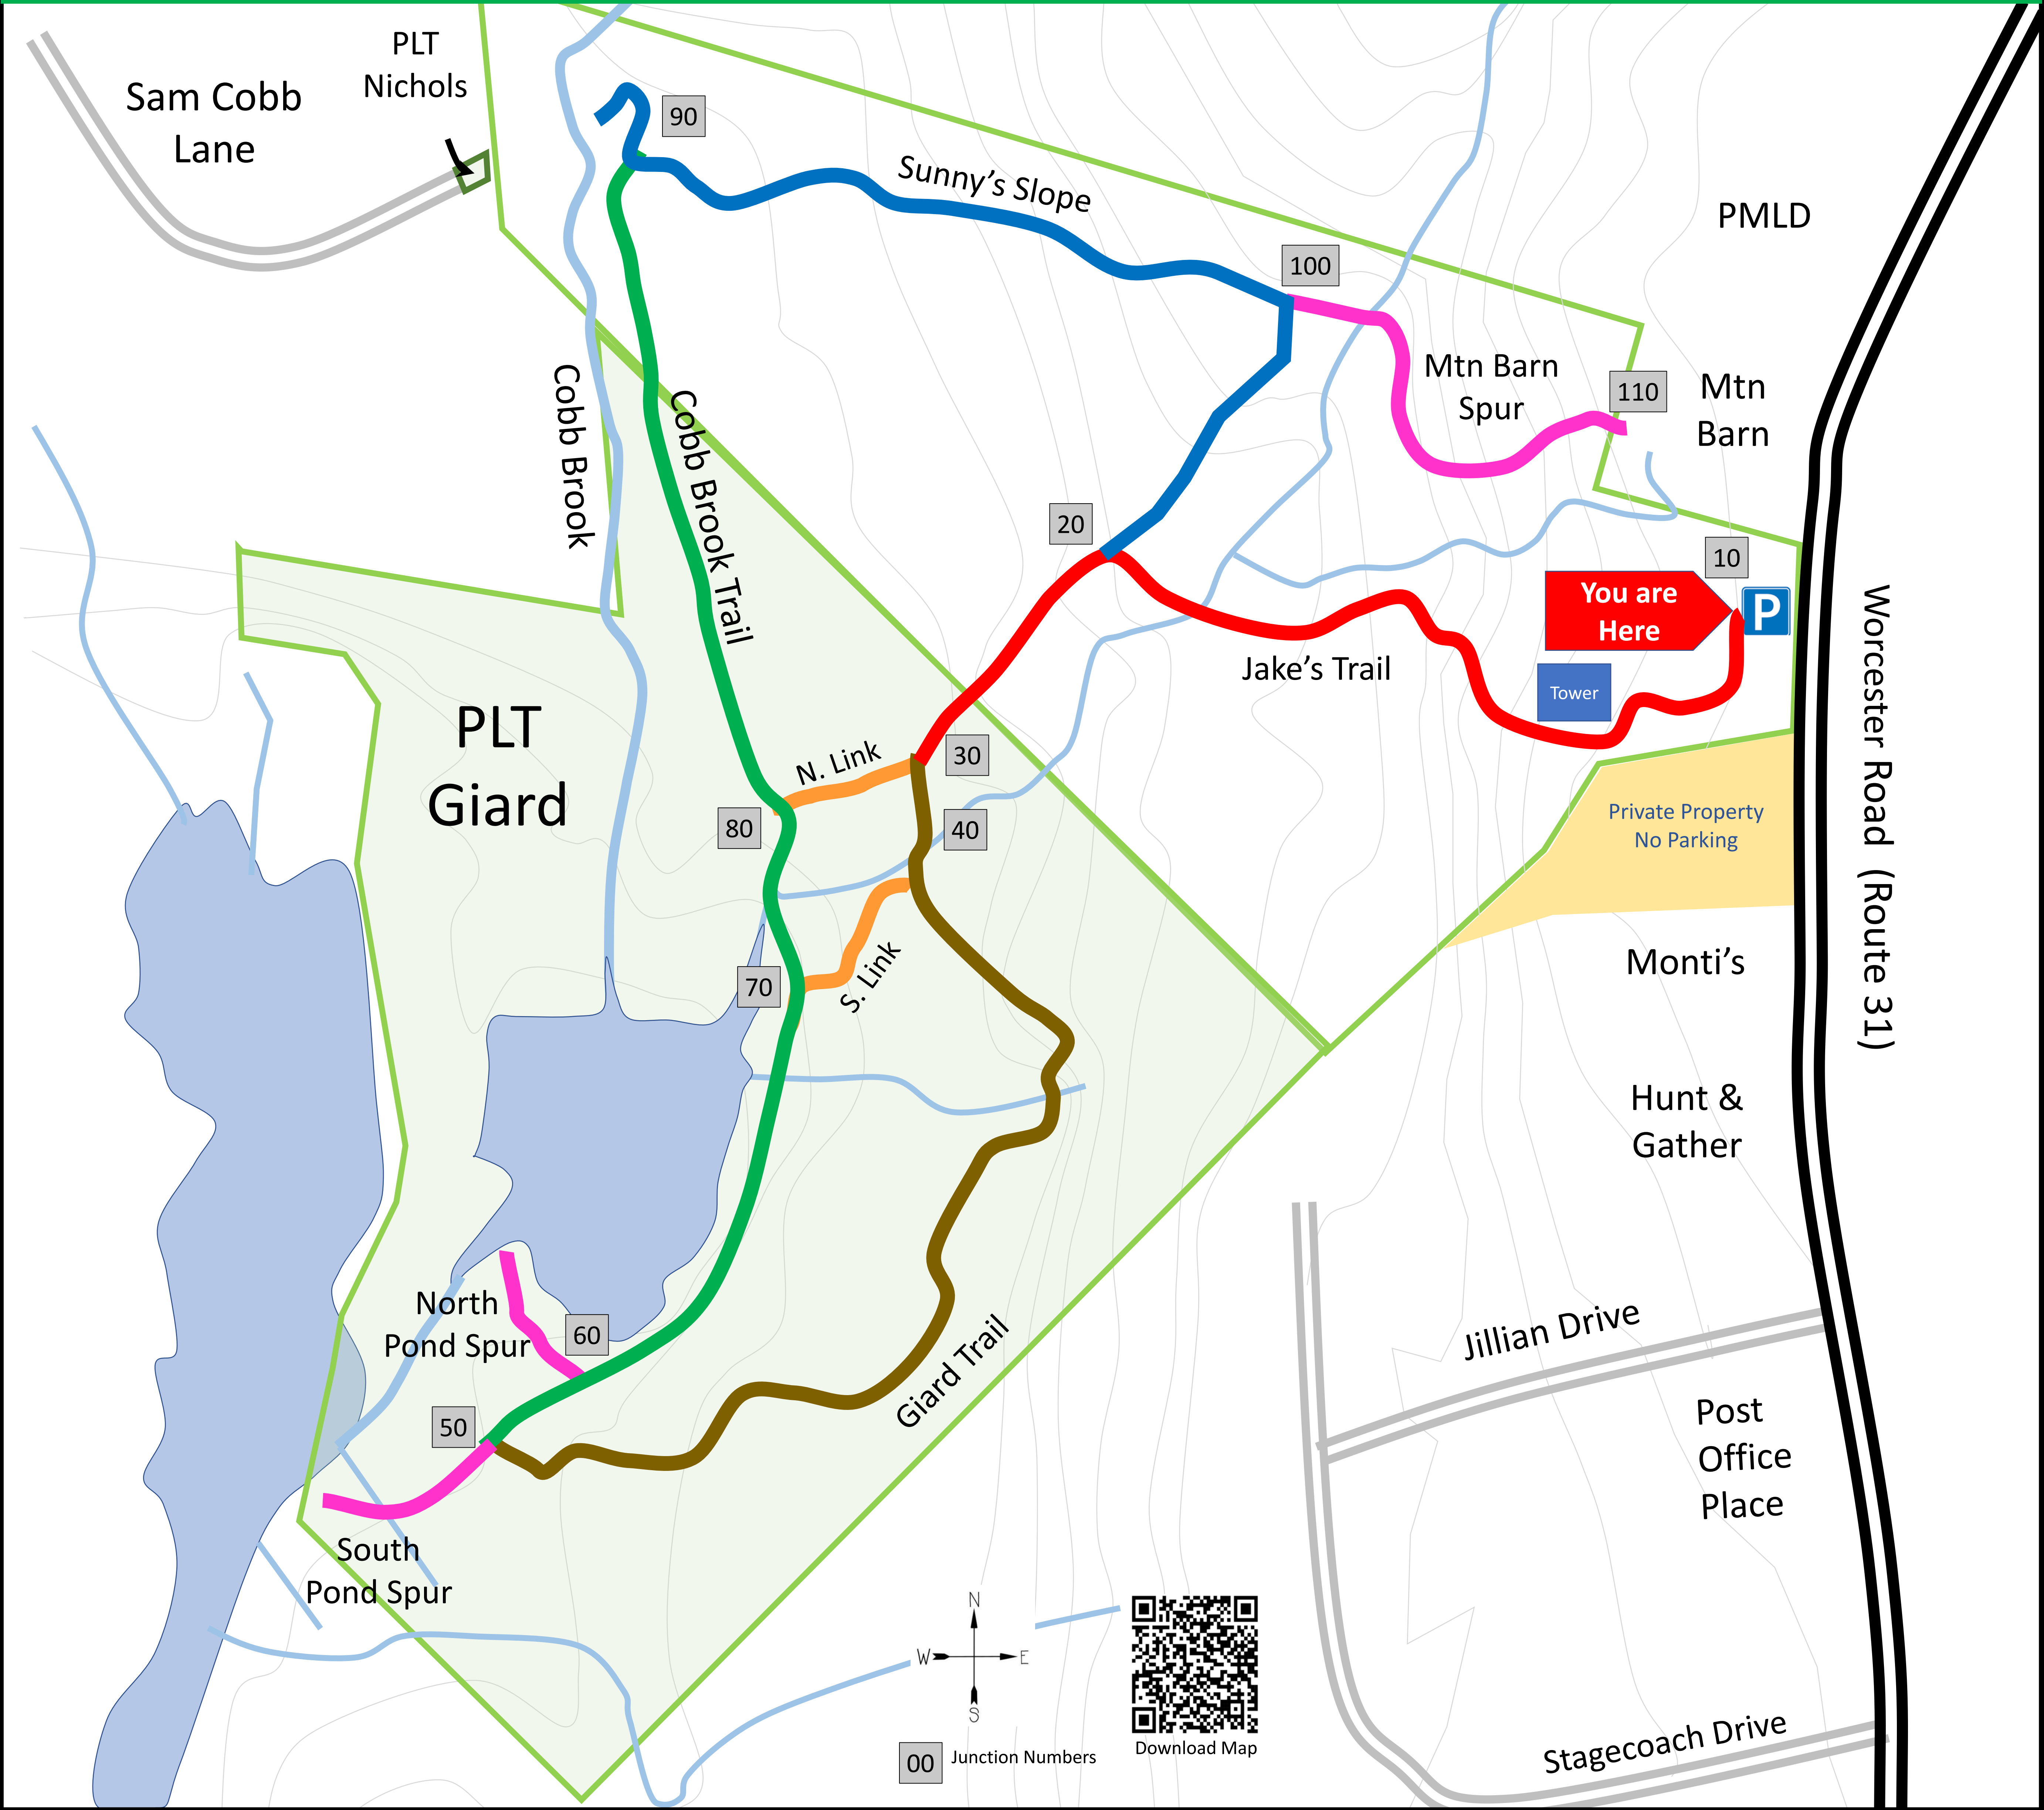 PLT
Nichols
Sam Cobb
Lane
90
Sunny's Slope
PMLD
100
Mtn Barn
Spur
110
Mtn
Barn
Cobb Brook
Cobb Brook Trail
20
10
You are
Here
P
Jake's Trail
Tower
Worcester Road (Route 31)
PLT
Giard
N. Link
30
80
40
Private Property
No Parking
70
S. Link
Monti's
Hunt &
Gather
North
Pond Spur
60
Giard Trail
Jillian Drive
50
Post
Office
Place
South
Pond Spur
N
W
E
S
00
Junction Numbers
Download Map
Stagecoach Drive